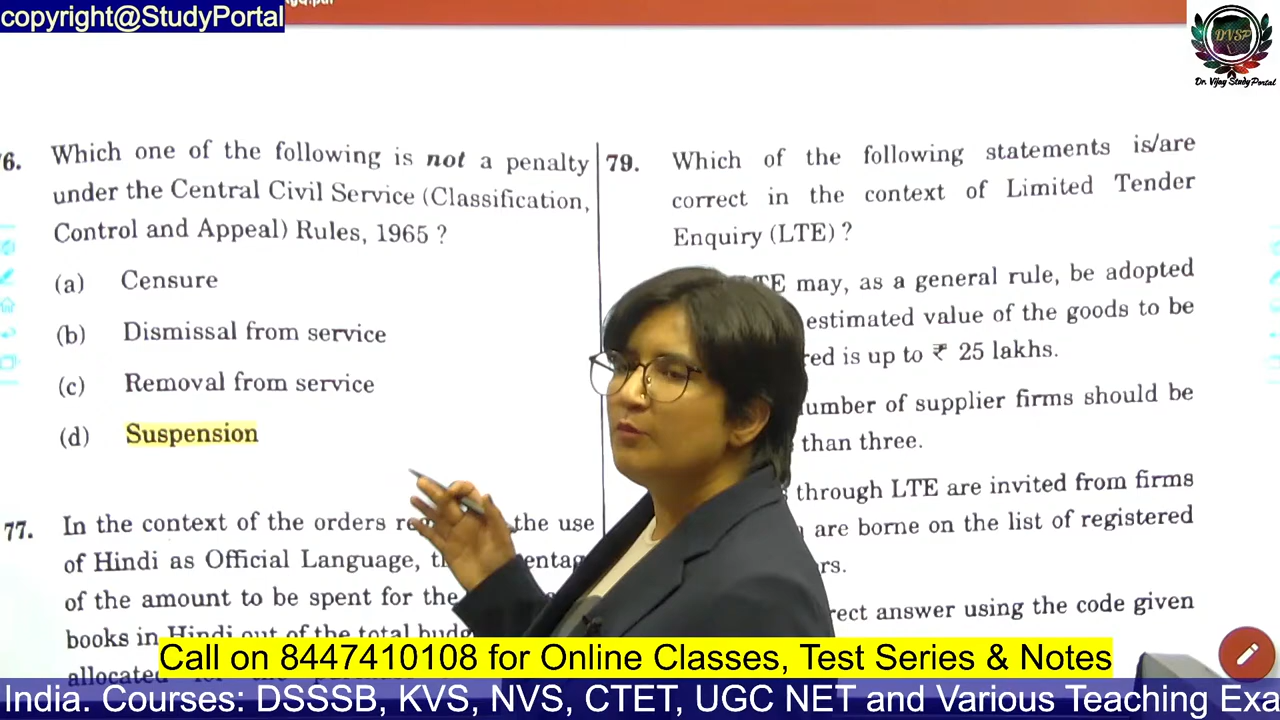 copyright@StudyPortal
DVSP
Dr. Vijay StudyPortal
6. Which one of the following is not a penalty
under the Central Civil Service (Classification,
Control and Appeal) Rules, 1965 ?
(a) Censure
(b) Dismissal from service
(c) Removal from service
(d) Suspension
77. In the context of the orders the use
of Hindi as Official Language,
of the amount to be spent for the
books in Hindi out of the total
allocated
79. Which of the following statements is/are
correct in the context of Limited Tender
Enquiry (LTE) ?
may, as a general rule, be adopted
estimated value of the goods to be
is up to ₹ 25 lakhs.
of supplier firms should be
than three.
through LTE are invited from firms
are borne on the list of registered
answer using the code given
Call on 8447410108 for Online Classes, Test Series & Notes
India. Courses: DSSSB, KVS, NVS, CTET, UGC NET and Various Teaching